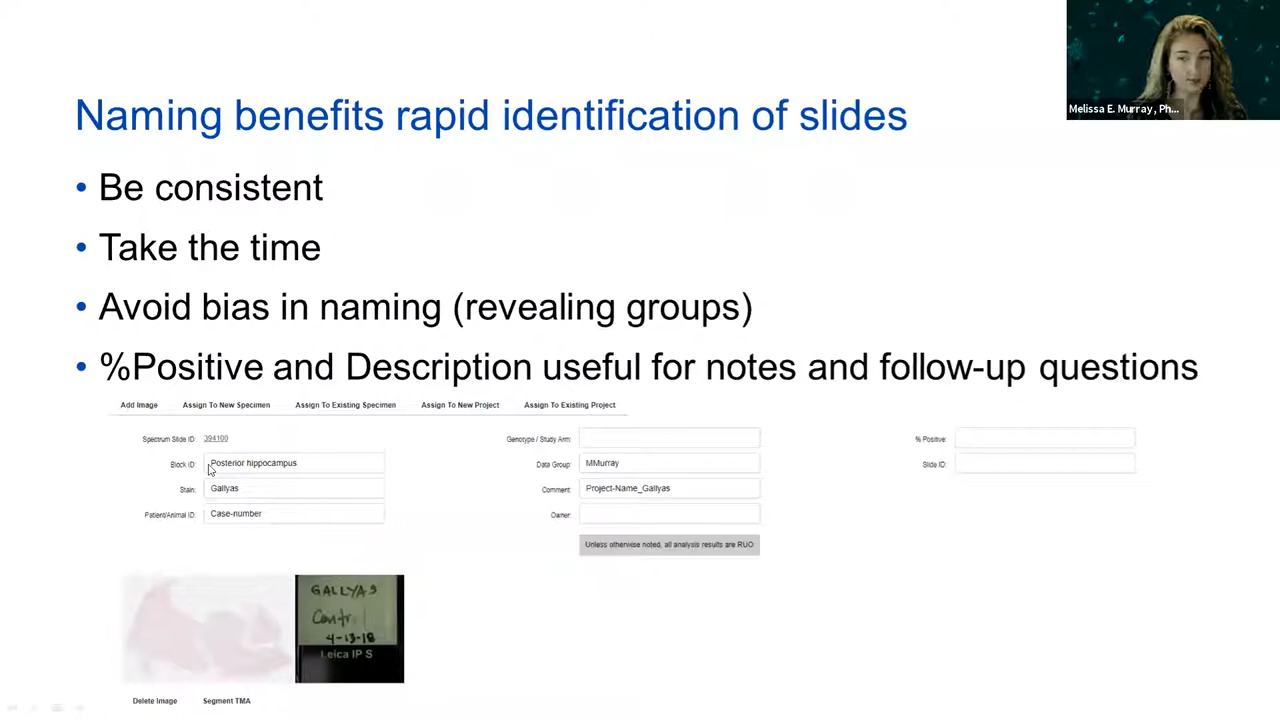 Melissa E. Murray, Ph...
Naming benefits rapid identification of slides
• Be consistent
• Take the time
• Avoid bias in naming (revealing groups)
• %Positive and Description useful for notes and follow-up questions
Add Image Assign To New Specimen Assign To Existing Specimen Assign To New Project Assign To Existing Project
Spectrum Slide ID: 394100 Genotype / Study Arm: % Positive:
Block ID: Posterior hippocampus Data Group: MMurray Slide ID:
Stain: Gallyas Comment: Project-Name_Gallyas
Patient/Animal ID: Case-number Owner:
Unless otherwise noted, all analysis results are RUO
GALLYAS
4-13-18
Leica IP S
Delete Image Segment TMA